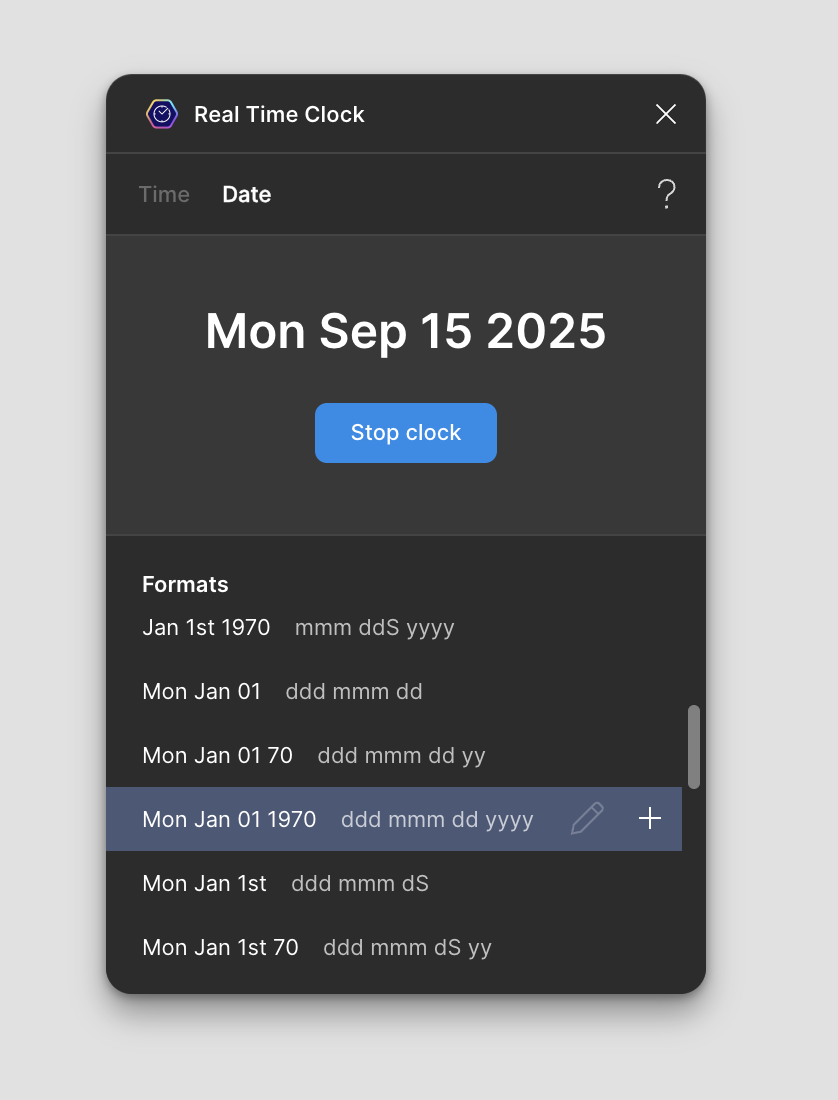 Real Time Clock
Time Date
Mon Sep 15 2025
Stop clock
Formats
Jan 1st 1970 mmm ddS yyyy
Mon Jan 01 ddd mmm dd
Mon Jan 01 70 ddd mmm dd yy
Mon Jan 01 1970 ddd mmm dd yyyy
Mon Jan 1st ddd mmm dS
Mon Jan 1st 70 ddd mmm dS yy